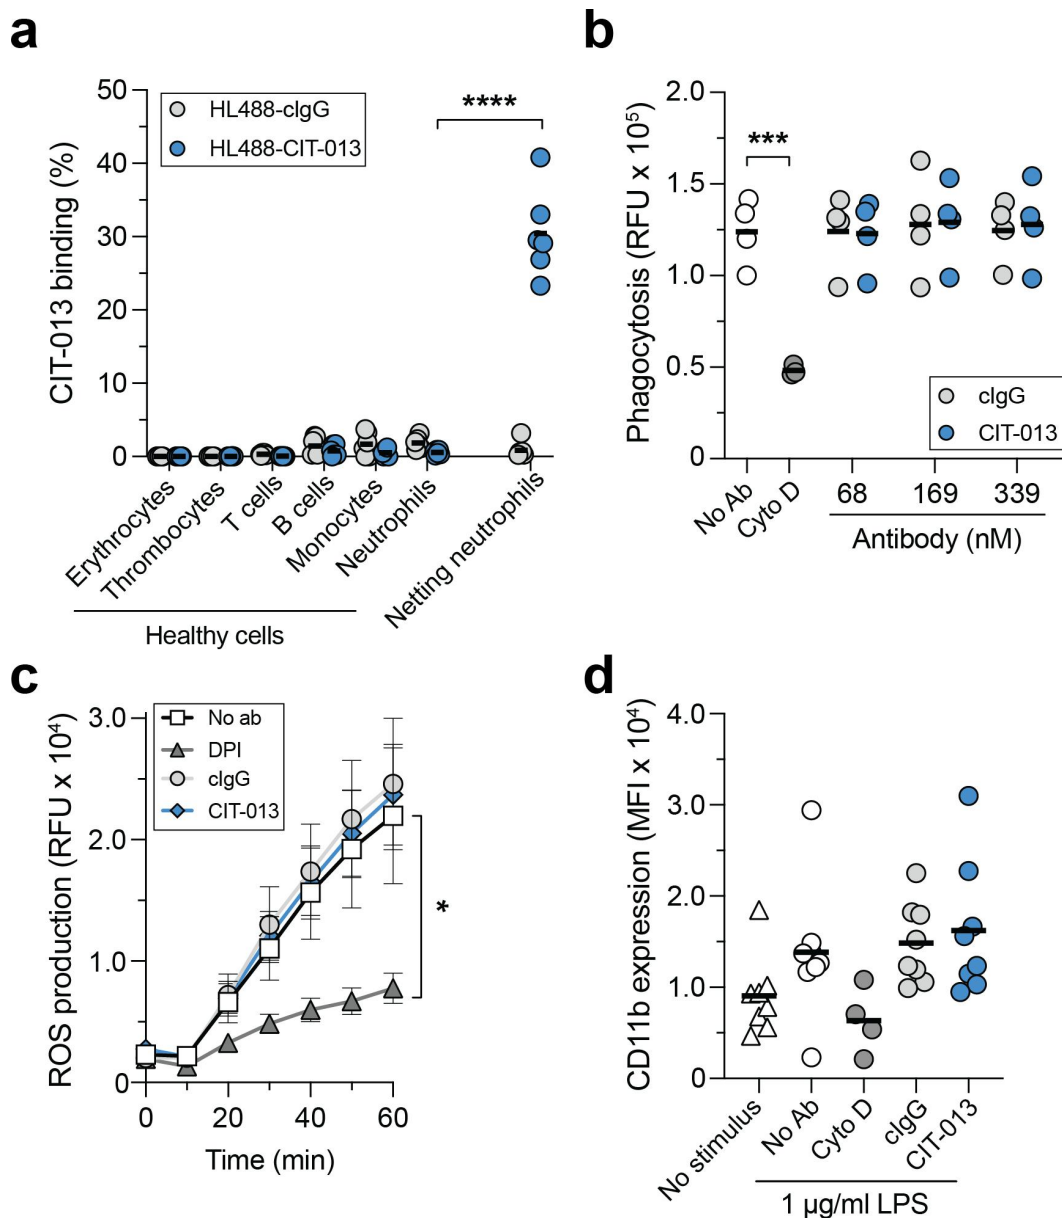 a
50
40
30
20
10
0
CIT-013 binding (%)
HL488-cIgG
HL488-CIT-013
****
Erythrocytes
Thrombocytes
T cells
B cells
Monocytes
Neutrophils
Netting neutrophils
Healthy cells
b
2.0
1.5
1.0
0.5
0
Phagocytosis (RFU x 10⁵)
***
cIgG
CIT-013
No Ab
Cyto D
68 169 339
Antibody (nM)
c
3.0
2.0
1.0
0
ROS production (RFU x 10⁴)
No ab
DPI
cIgG
CIT-013
*
0 20 40 60
Time (min)
d
4.0
3.0
2.0
1.0
0
CD11b expression (MFI x 10⁴)
No stimulus
No Ab
Cyto D
cIgG
CIT-013
1 µg/ml LPS